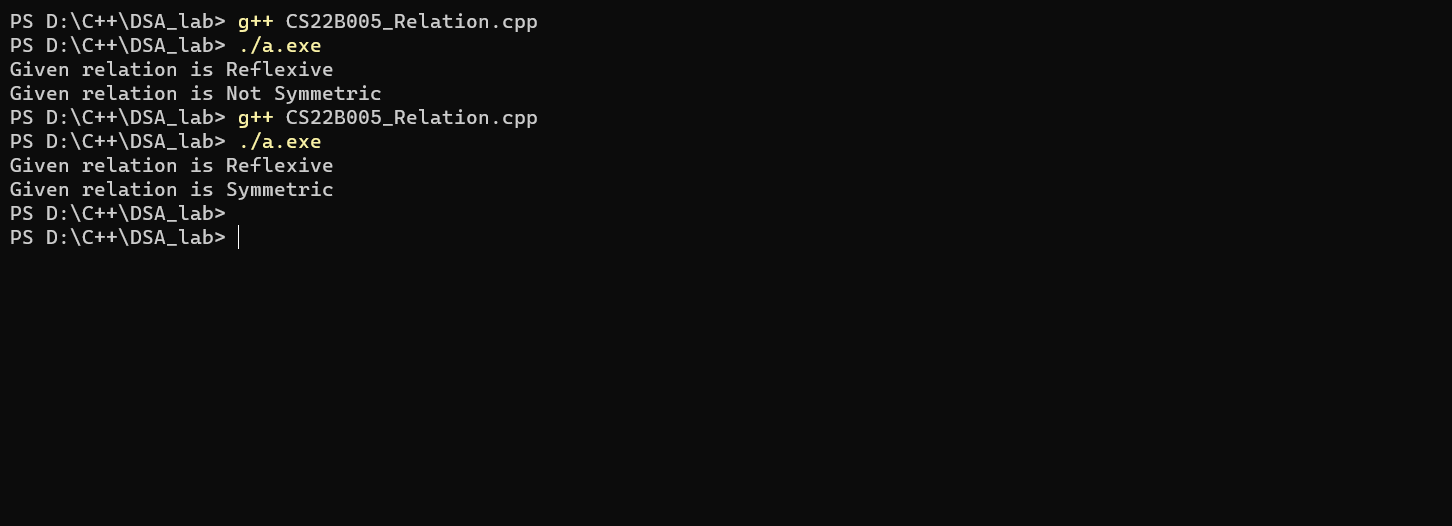 PS D:\C++\DSA_lab> g++ CS22B005_Relation.cpp
PS D:\C++\DSA_lab> ./a.exe
Given relation is Reflexive
Given relation is Not Symmetric
PS D:\C++\DSA_lab> g++ CS22B005_Relation.cpp
PS D:\C++\DSA_lab> ./a.exe
Given relation is Reflexive
Given relation is Symmetric
PS D:\C++\DSA_lab>
PS D:\C++\DSA_lab>